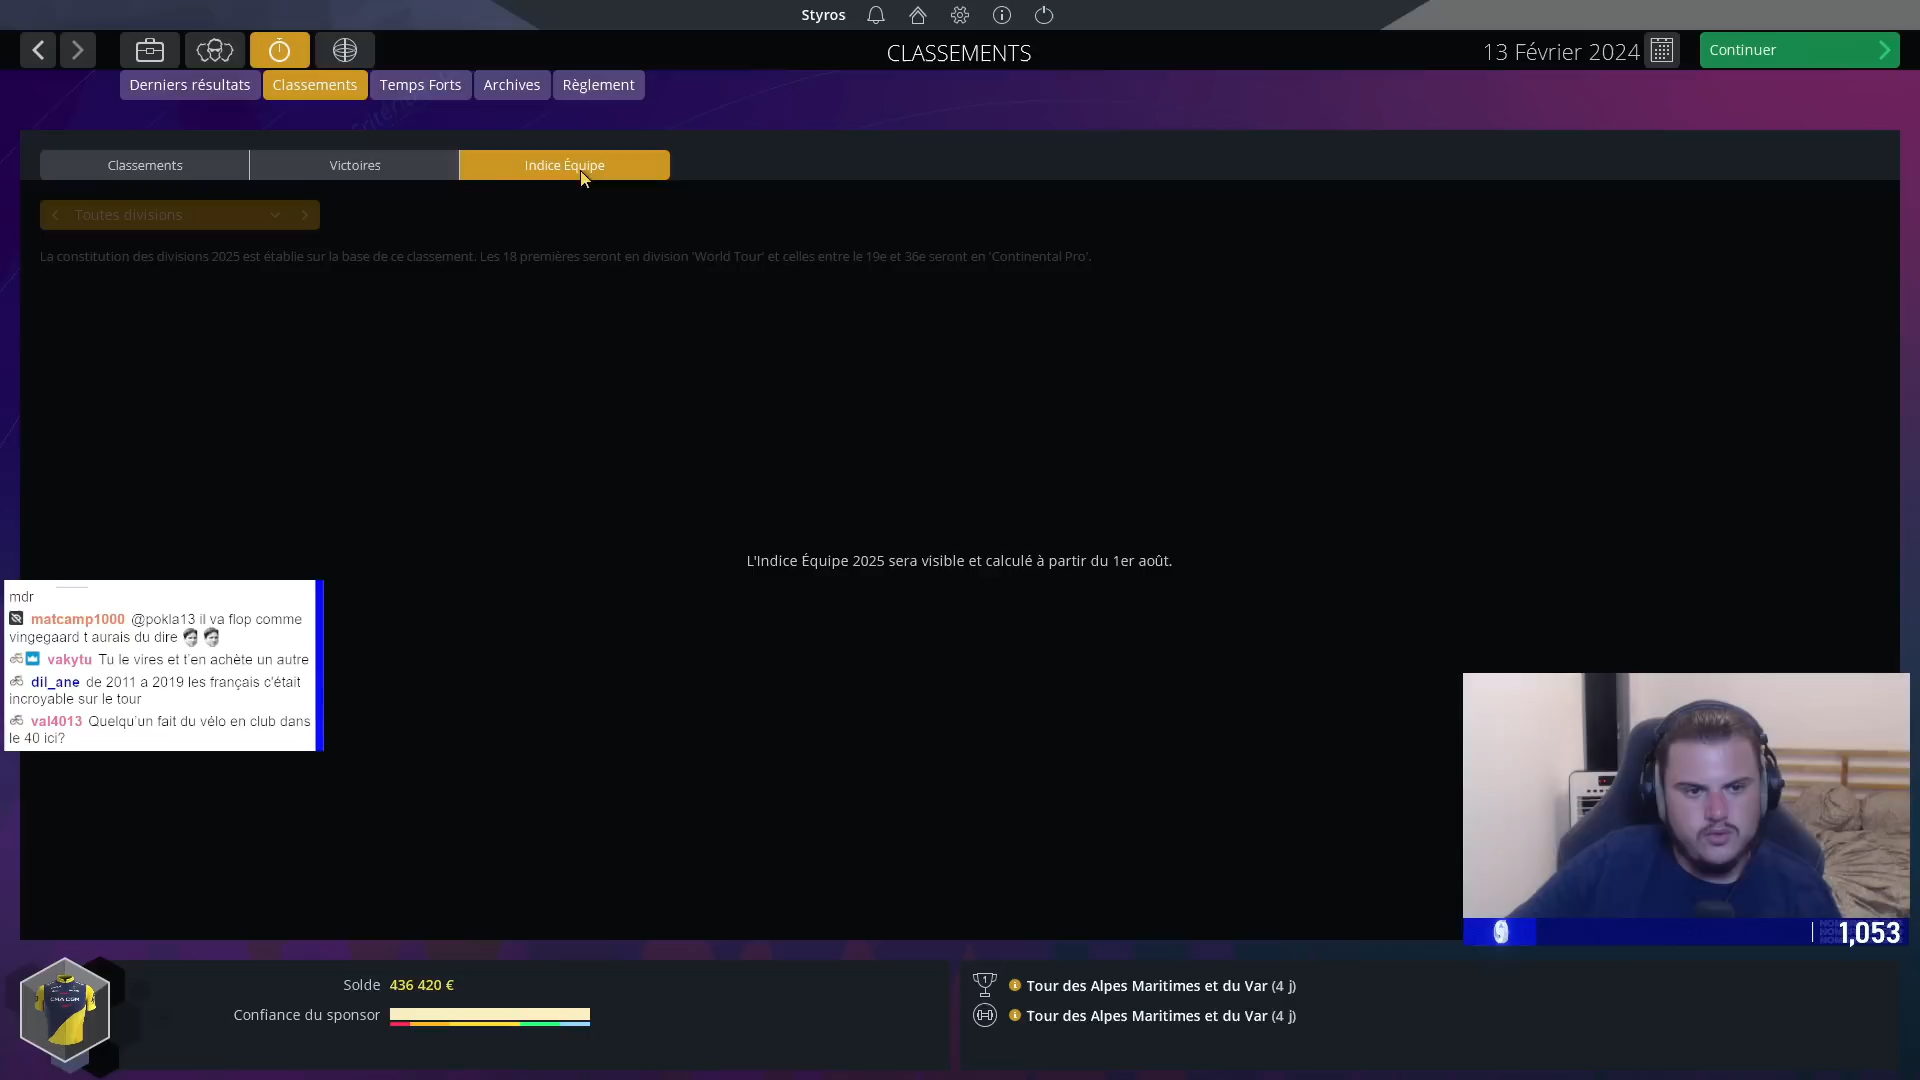 Styros
CLASSEMENTS
13 Février 2024
Continuer
Derniers résultats
Classements
Temps Forts
Archives
Règlement
Classements
Victoires
Indice Équipe
Toutes divisions
La constitution des divisions 2025 est établie sur la base de ce classement. Les 18 premières seront en division 'World Tour' et celles entre le 19e et 36e seront en 'Continental Pro'.
L'Indice Équipe 2025 sera visible et calculé à partir du 1er août.
mdr
matcamp1000 @pokla13 il va flop comme
vingegaard t aurais du dire
vakytu Tu le vires et t'en achète un autre
dil_ane de 2011 a 2019 les français c'était
incroyable sur le tour
val4013 Quelqu'un fait du vélo en club dans
le 40 ici?
1,053
Solde 436 420 €
Confiance du sponsor
CMA CGM
Tour des Alpes Maritimes et du Var (4 j)
Tour des Alpes Maritimes et du Var (4 j)